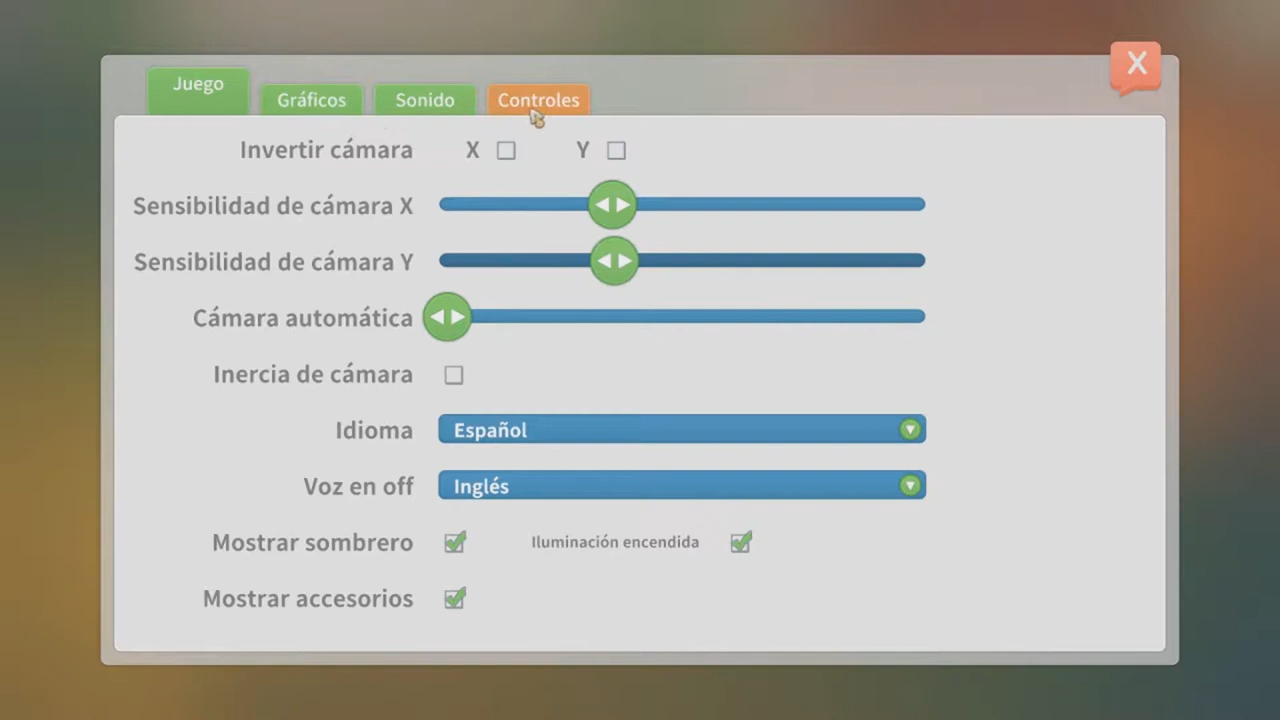 Juego
Gráficos
Sonido
Controles
X
Invertir cámara X Y
Sensibilidad de cámara X
Sensibilidad de cámara Y
Cámara automática
Inercia de cámara
Idioma Español
Voz en off Inglés
Mostrar sombrero Iluminación encendida
Mostrar accesorios